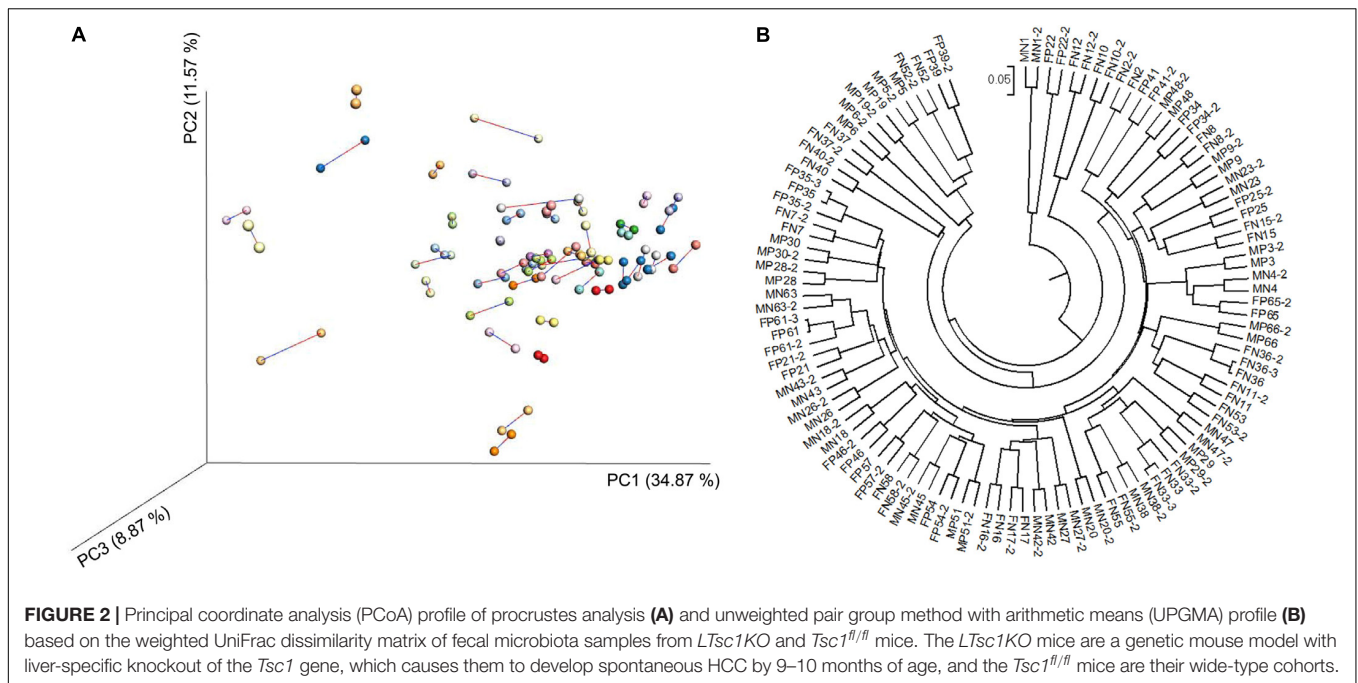 A
B
PC2 (11.57 %)
PC1 (34.87 %)
PC3 (8.87 %)
0.05
MN1
MN1-2
FP22
FP22-2
FN12
FN12-2
FN10
FN10-2
FN2-2
FN2
FP41
FP41-2
MP48-2
MP48
FP34
FP34-2
FN8
FN8-2
MP9-2
MP9
MN23-2
MN23
FP25-2
FP25
FN15-2
FN15
MP3-2
MP3
MN4-2
MN4
FP65-2
FP65
MP66-2
MP66
FN36-2
FN36-3
FN36
FN11-2
FN11
FN53
FN53-2
MN47
MN47-2
MP29
MP29-2
FN33-2
FN33
FN33-3
MN38-2
MN38
FN55-2
FN55
MN20-2
MN20
MN27-2
MN27
MN42
MN42-2
FN17
FN17-2
FN16
FN16-2
MP51-2
MP51
FP54-2
FP54
MN45
MN45-2
FN58-2
FN58
FP57-2
FP57
FP46
FP46-2
MN18
MN18-2
MN26
MN26-2
MN43
MN43-2
FP21
FP21-2
FP61-2
FP61
FP61-3
MN63-2
MN63
MP28
MP28-2
MP30-2
MP30
FN7
FN7-2
FP35-2
FP35
FP35-3
FN40
FN40-2
FN37-2
FN37
MP6
MP6-2
MP19-2
MP19
MP5-2
MP5
FN52-2
FN52
FP39
FP39-2
FIGURE 2 | Principal coordinate analysis (PCoA) profile of procrustes analysis (A) and unweighted pair group method with arithmetic means (UPGMA) profile (B)
based on the weighted UniFrac dissimilarity matrix of fecal microbiota samples from LTsc1KO and Tsc1fl/fl mice. The LTsc1KO mice are a genetic mouse model with
liver-specific knockout of the Tsc1 gene, which causes them to develop spontaneous HCC by 9–10 months of age, and the Tsc1fl/fl mice are their wide-type cohorts.